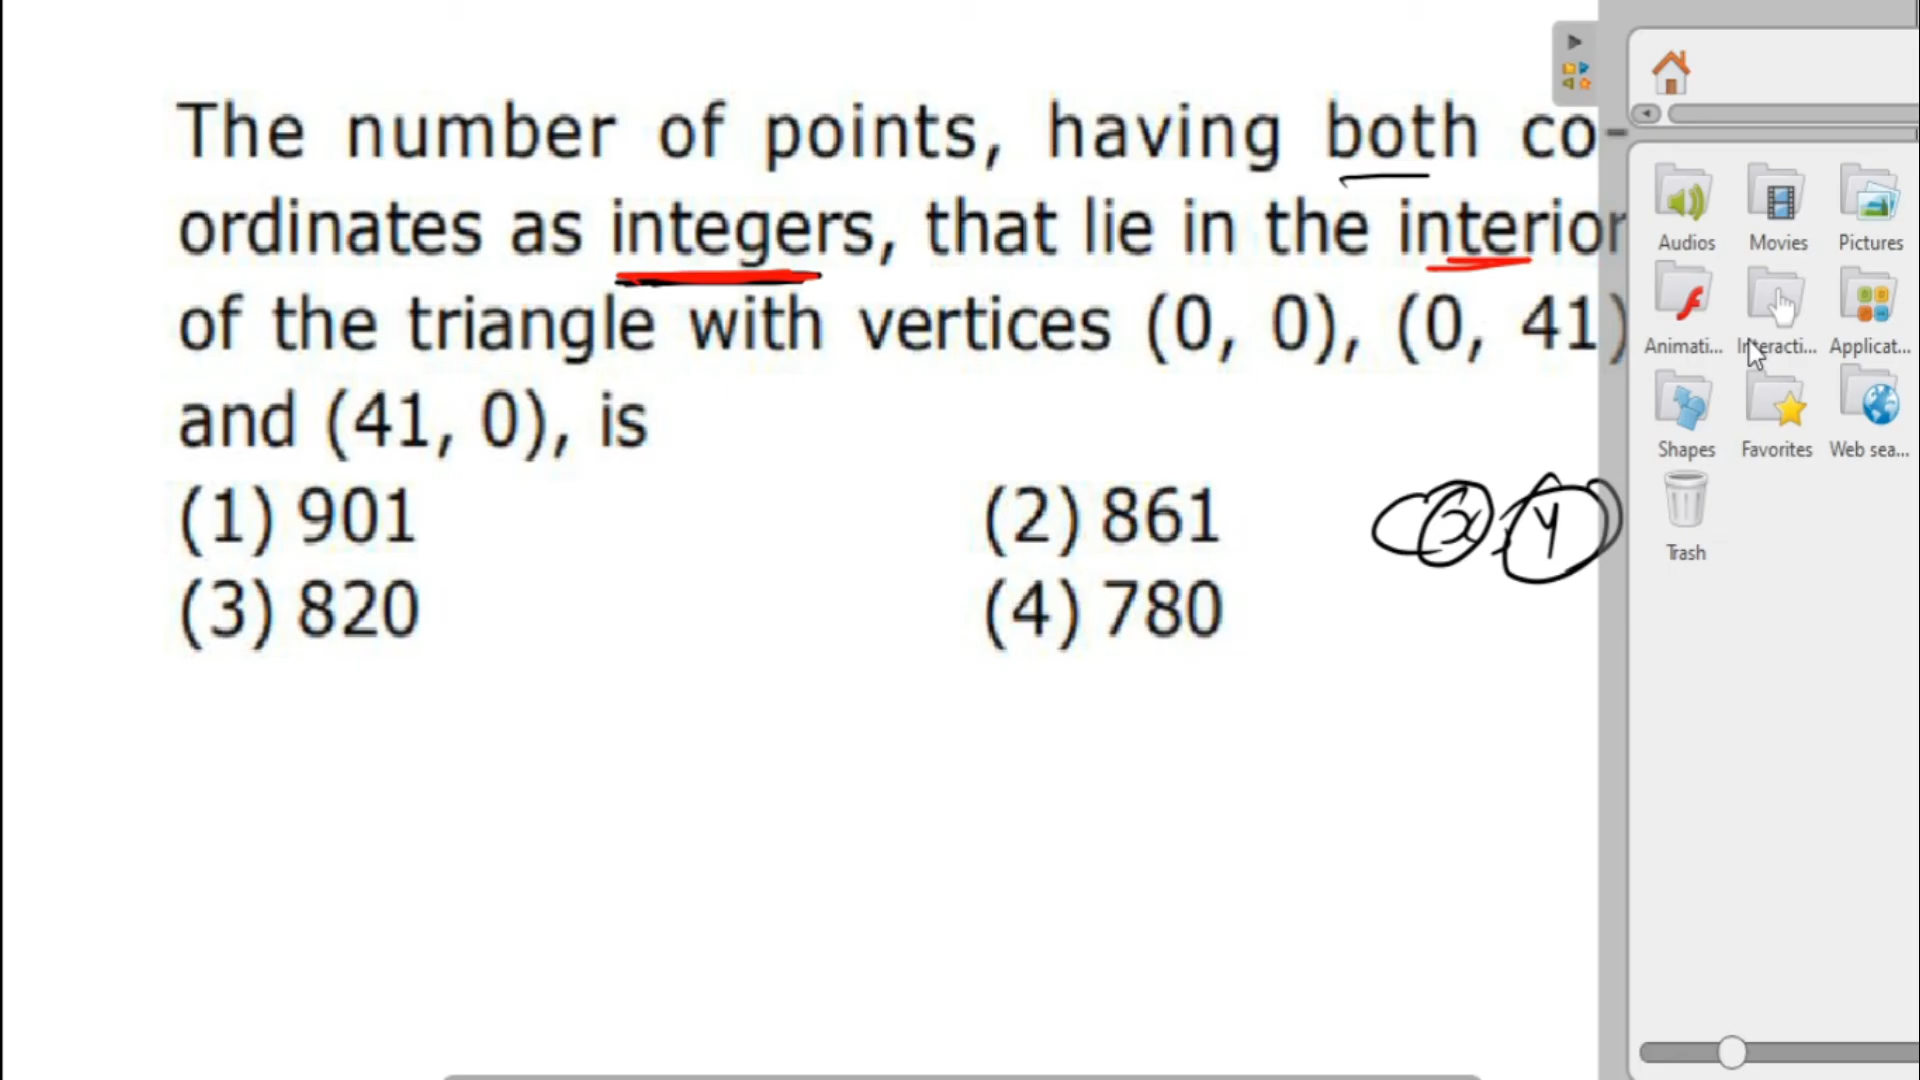 The number of points, having both co-
ordinates as integers, that lie in the interior
of the triangle with vertices (0, 0), (0, 41)
and (41, 0), is
(1) 901
(2) 861
(x, y)
(3) 820
(4) 780
Audios
Movies
Pictures
Animati...
Interacti...
Applicat...
Shapes
Favorites
Web sea...
Trash